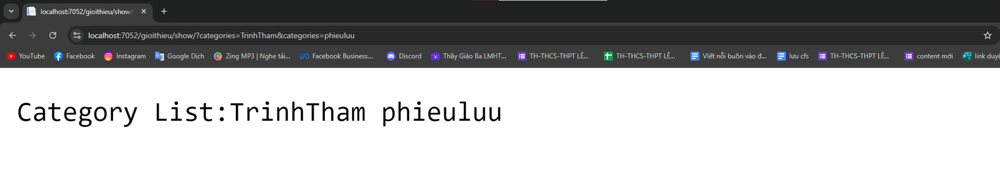 localhost:7052/gioithieu/show/
localhost:7052/gioithieu/show/?categories=TrinhTham&categories=phieuluu
YouTube Facebook Instagram Google Dịch Zing MP3 | Nghe tải... Facebook Business... Discord Thầy Giáo Ba LMHT... TH-THCS-THPT LÊ... TH-THCS-THPT LÊ... VIết nỗi buồn vào đ... lưu cfs TH-THCS-THPT LÊ... content mới link duyệ
Category List:TrinhTham phieuluu